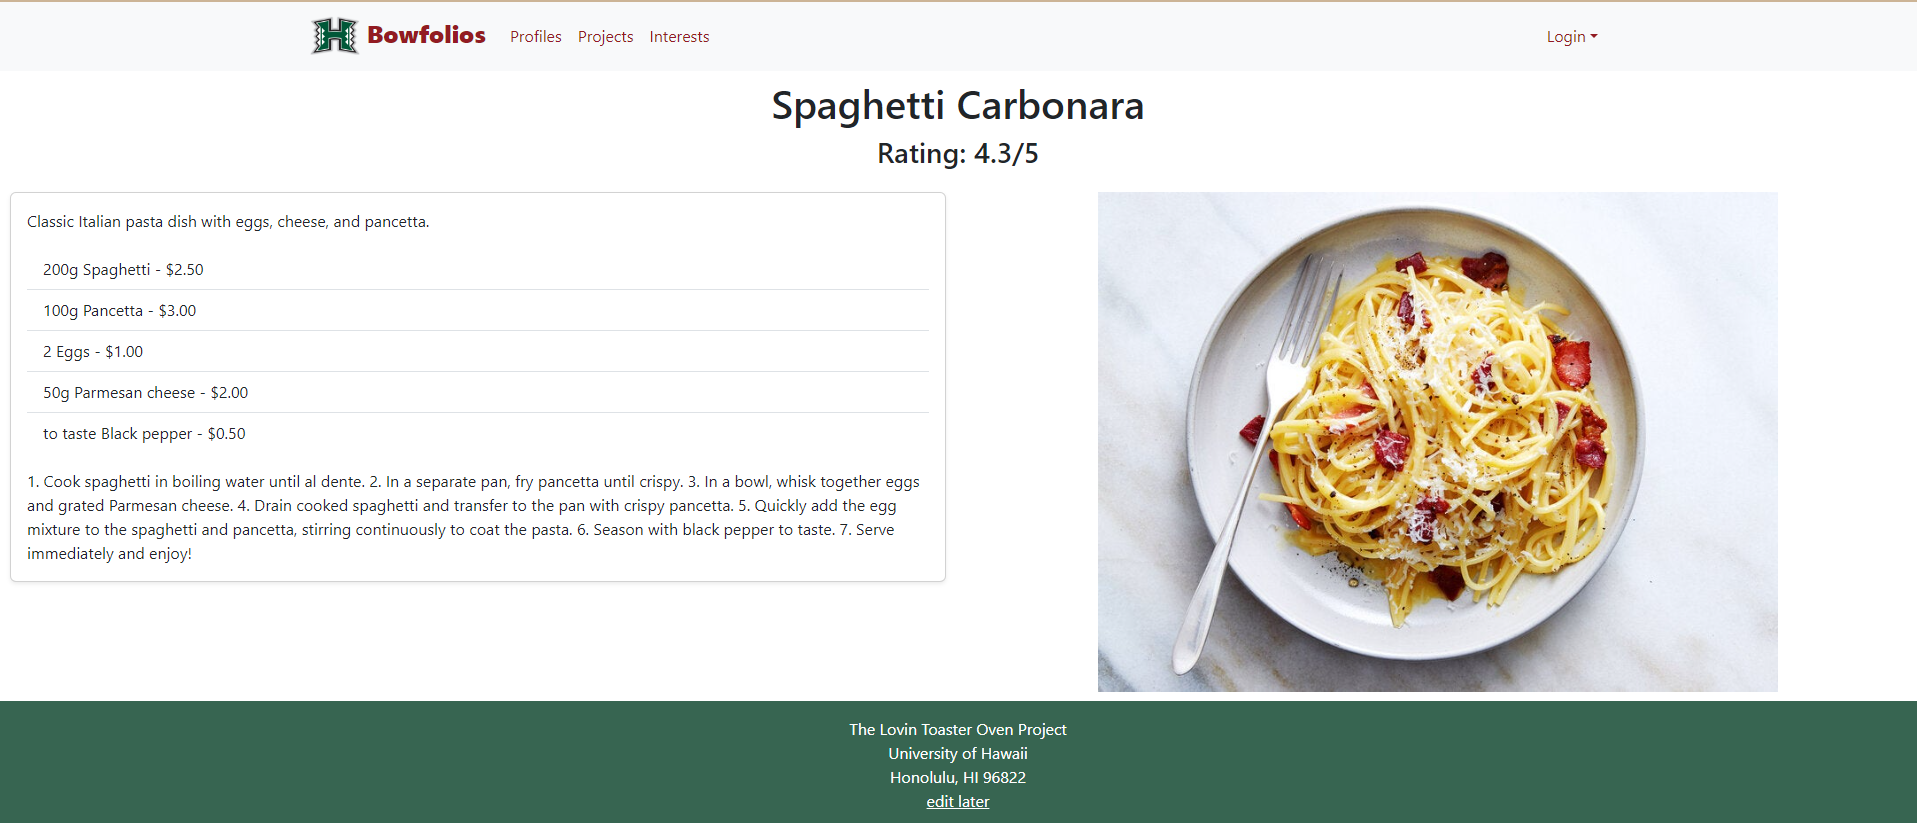 H Bowfolios Profiles Projects Interests Login
Spaghetti Carbonara
Rating: 4.3/5
Classic Italian pasta dish with eggs, cheese, and pancetta.
200g Spaghetti - $2.50
100g Pancetta - $3.00
2 Eggs - $1.00
50g Parmesan cheese - $2.00
to taste Black pepper - $0.50
1. Cook spaghetti in boiling water until al dente. 2. In a separate pan, fry pancetta until crispy. 3. In a bowl, whisk together eggs
and grated Parmesan cheese. 4. Drain cooked spaghetti and transfer to the pan with crispy pancetta. 5. Quickly add the egg
mixture to the spaghetti and pancetta, stirring continuously to coat the pasta. 6. Season with black pepper to taste. 7. Serve
immediately and enjoy!
The Lovin Toaster Oven Project
University of Hawaii
Honolulu, HI 96822
edit later